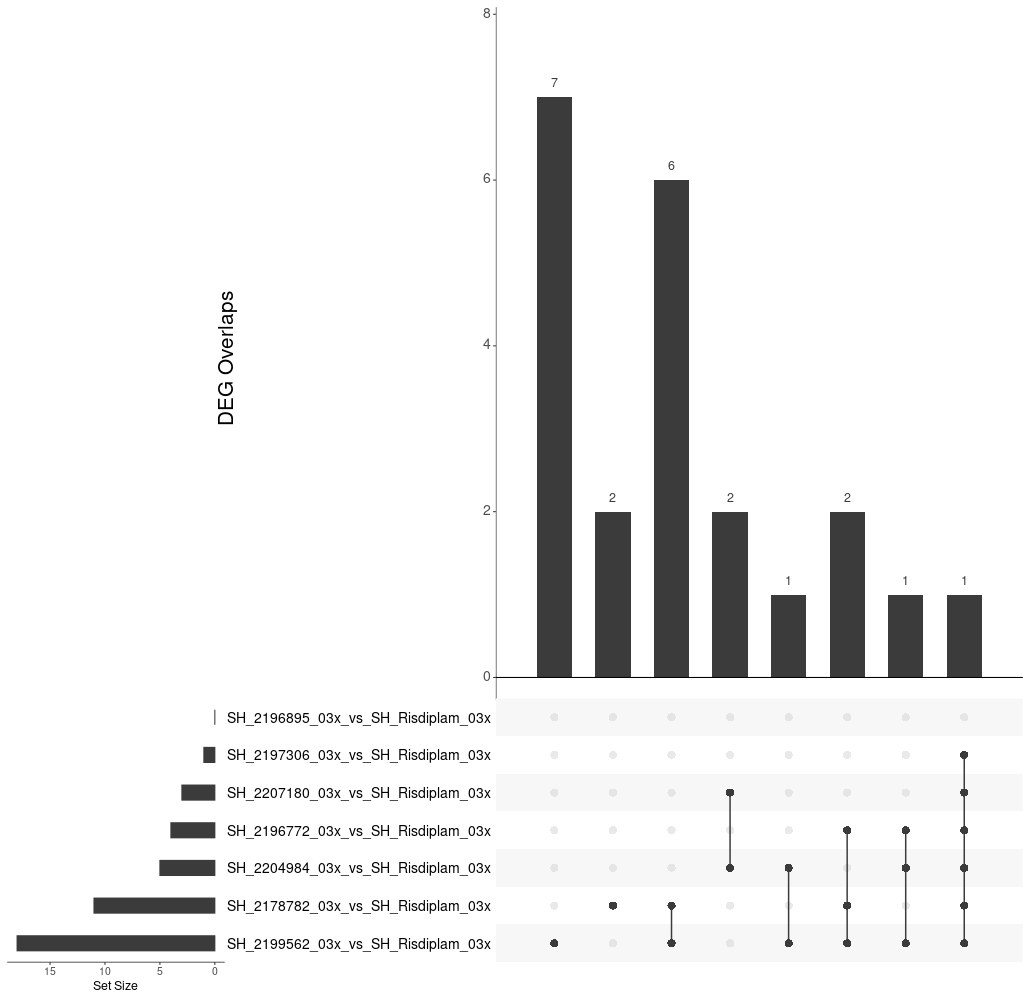 8
7
6
6
DEG Overlaps
4
2
2
2
2
1
1
1
0
SH_2196895_03x_vs_SH_Risdiplam_03x
SH_2197306_03x_vs_SH_Risdiplam_03x
SH_2207180_03x_vs_SH_Risdiplam_03x
SH_2196772_03x_vs_SH_Risdiplam_03x
SH_2204984_03x_vs_SH_Risdiplam_03x
SH_2178782_03x_vs_SH_Risdiplam_03x
SH_2199562_03x_vs_SH_Risdiplam_03x
15 10 5 0
Set Size